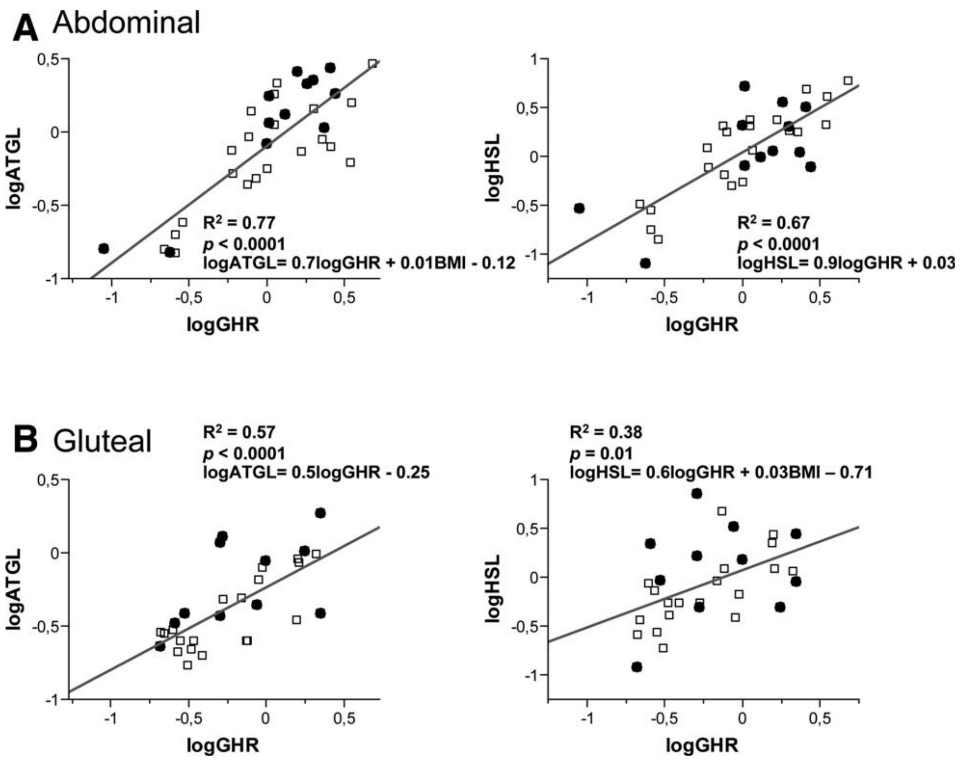 A Abdominal
0,5
0
-0,5
-1
logATGL
R² = 0.77
p < 0.0001
logATGL= 0.7logGHR + 0.01BMI - 0.12
-1 -0,5 0 0,5
logGHR
1
0,5
0
-0,5
-1
logHSL
R² = 0.67
p < 0.0001
logHSL= 0.9logGHR + 0.03
-1 -0,5 0 0,5
logGHR
B Gluteal
R² = 0.57
p < 0.0001
logATGL= 0.5logGHR - 0.25
0,5
0
-0,5
-1
logATGL
-1 -0,5 0 0,5
logGHR
R² = 0.38
p = 0.01
logHSL= 0.6logGHR + 0.03BMI – 0.71
1
0,5
0
-0,5
-1
logHSL
-1 -0,5 0 0,5
logGHR